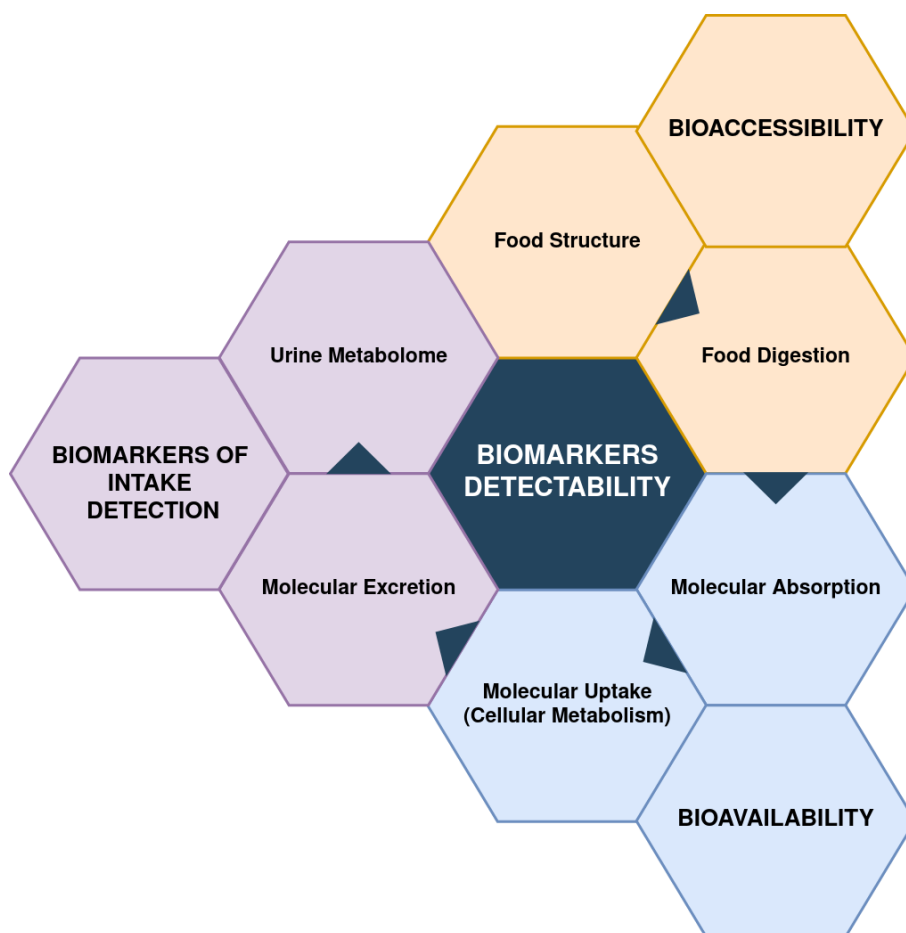 BIOACCESSIBILITY
Food Structure
Urine Metabolome
Food Digestion
BIOMARKERS OF
INTAKE
DETECTION
BIOMARKERS
DETECTABILITY
Molecular Excretion
Molecular Absorption
Molecular Uptake
(Cellular Metabolism)
BIOAVAILABILITY